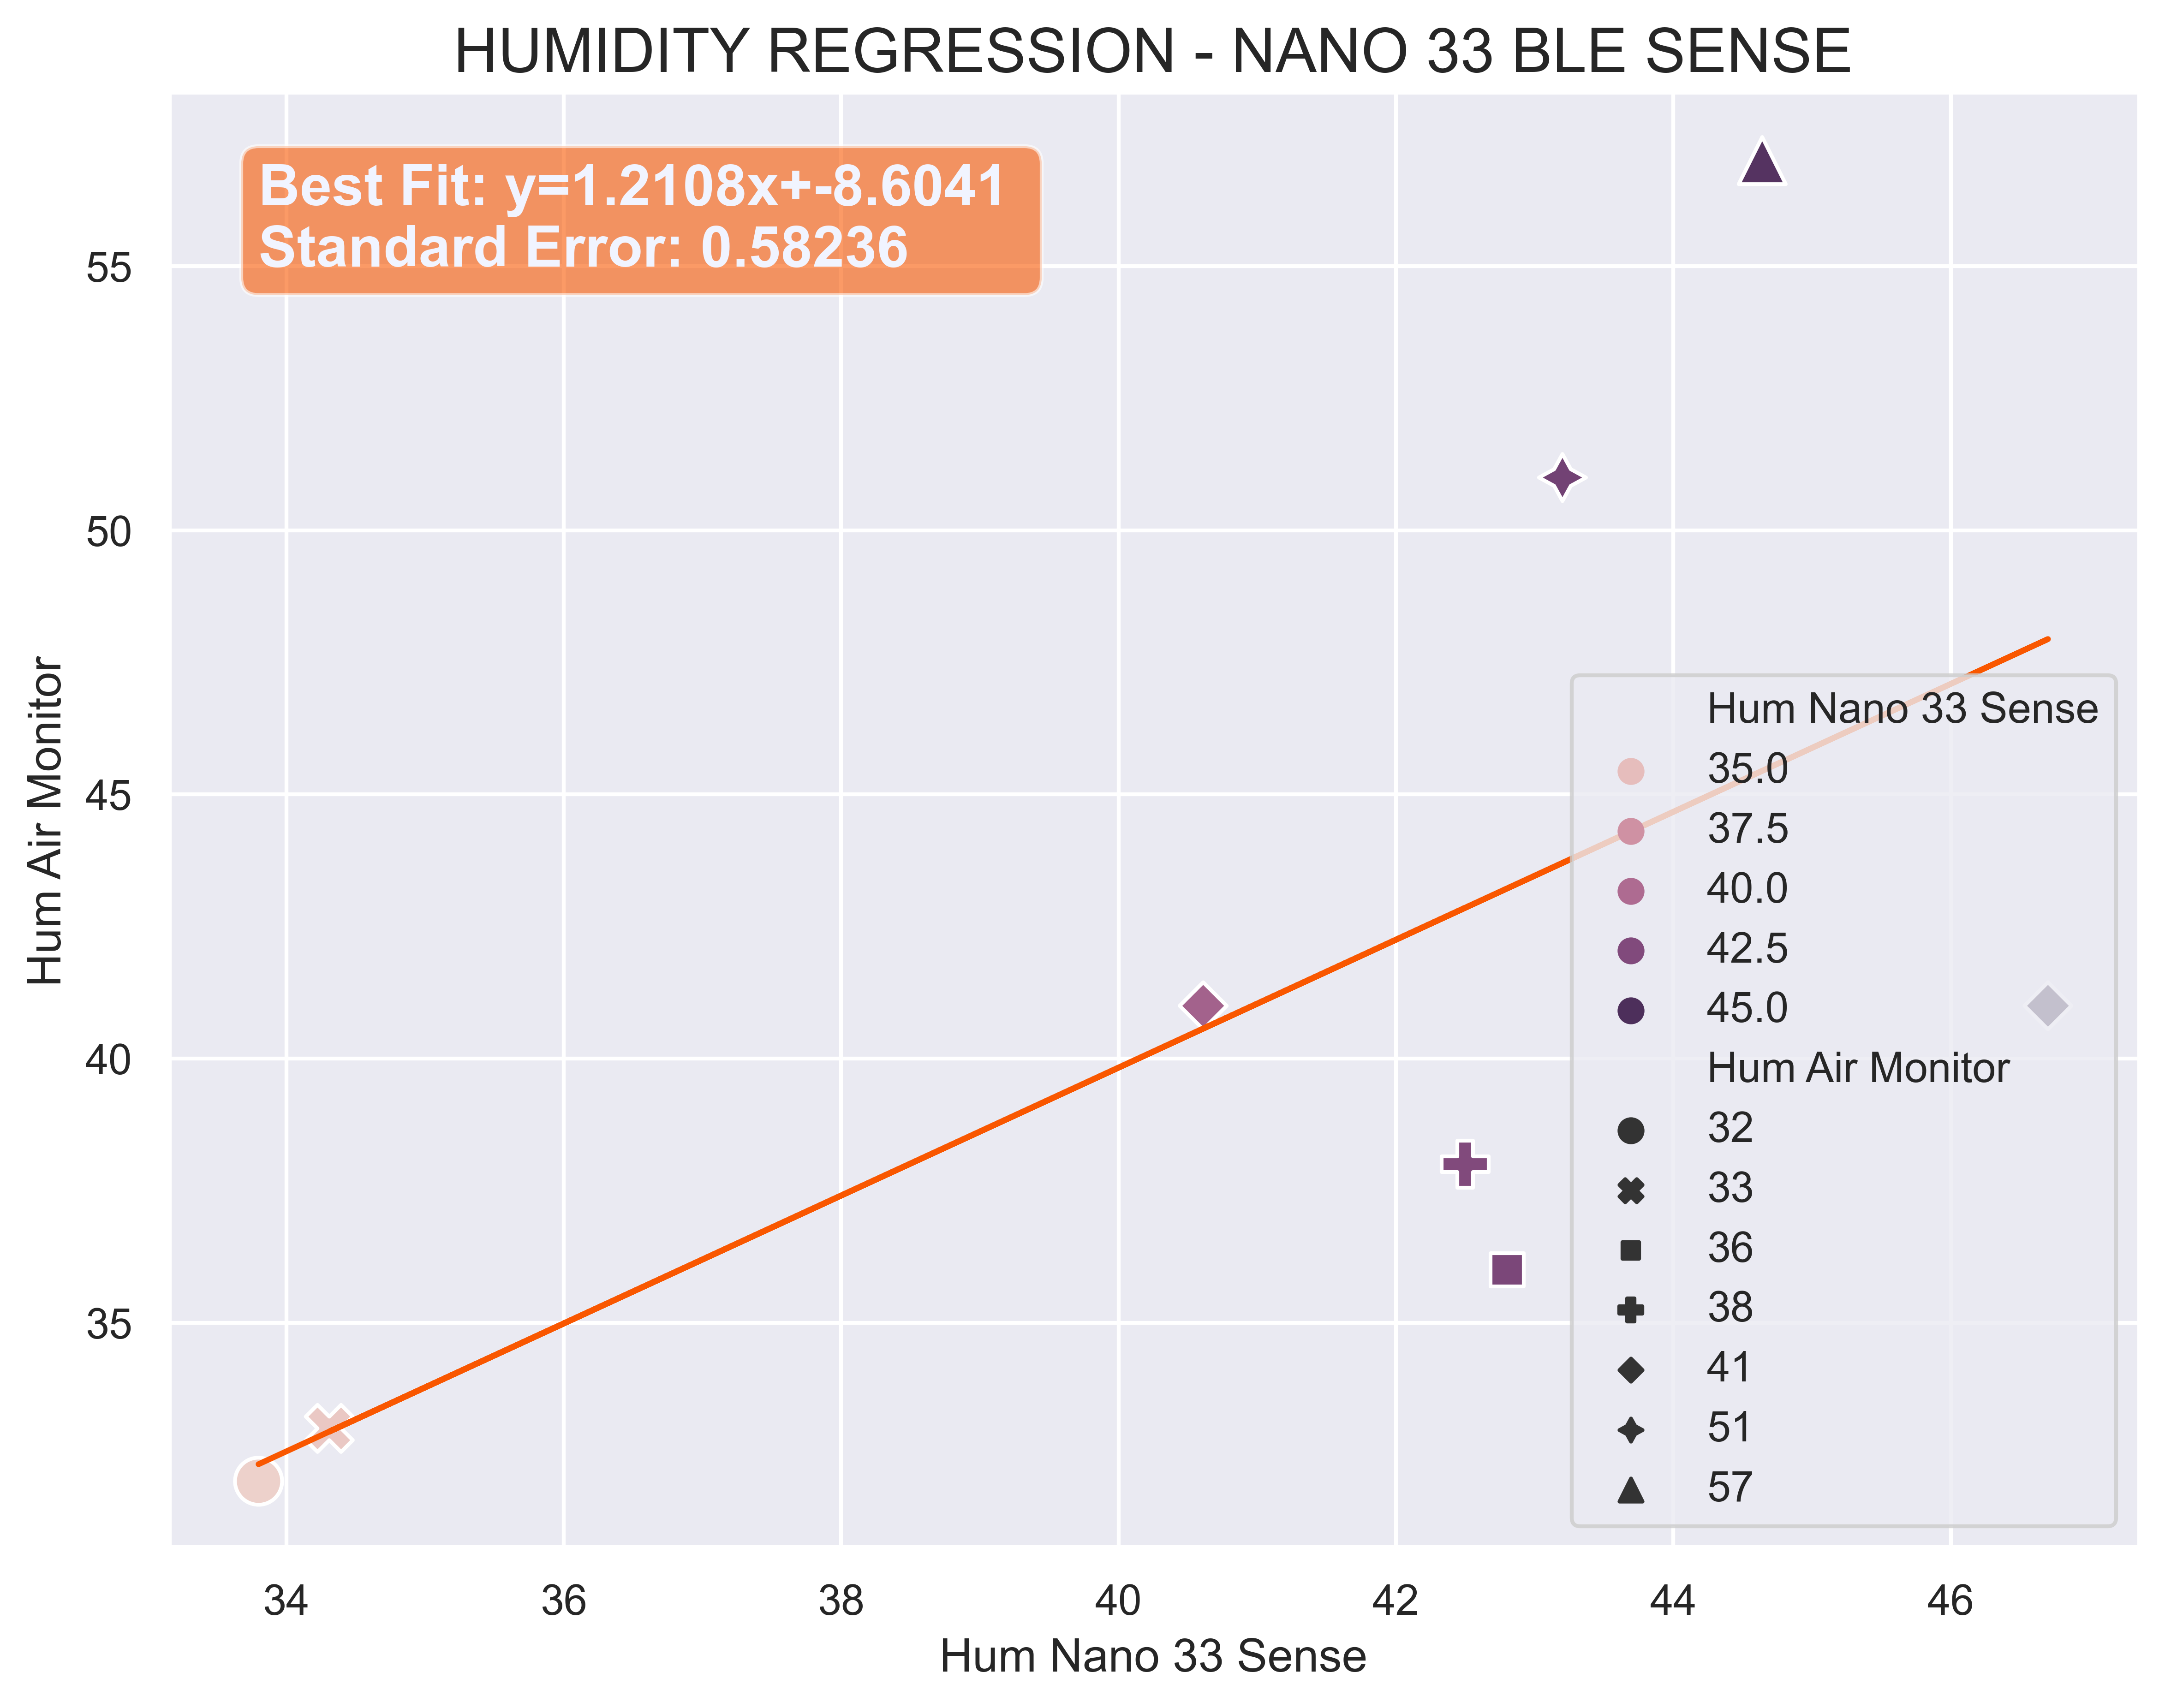 HUMIDITY REGRESSION - NANO 33 BLE SENSE
Best Fit: y=1.2108x+-8.6041
Standard Error: 0.58236
Hum Air Monitor
55
50
45
40
35
Hum Nano 33 Sense
35.0
37.5
40.0
42.5
45.0
Hum Air Monitor
32
33
36
38
41
51
57
34 36 38 40 42 44 46
Hum Nano 33 Sense